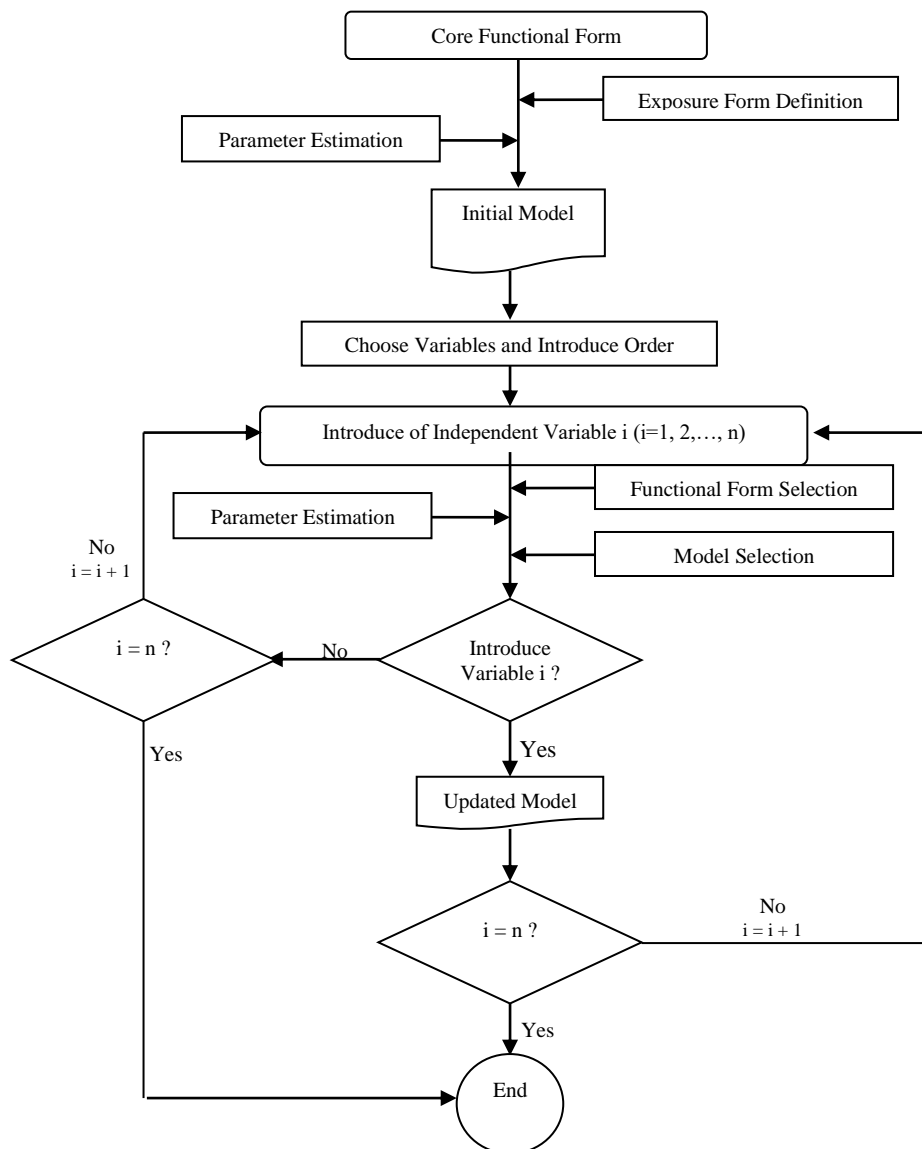 Core Functional Form
Exposure Form Definition
Parameter Estimation
Initial Model
Choose Variables and Introduce Order
Introduce of Independent Variable i (i=1, 2,…, n)
Functional Form Selection
Parameter Estimation
Model Selection
No
i = i + 1
i = n ?
No
Introduce
Variable i ?
Yes
Yes
Updated Model
i = n ?
No
i = i + 1
Yes
End